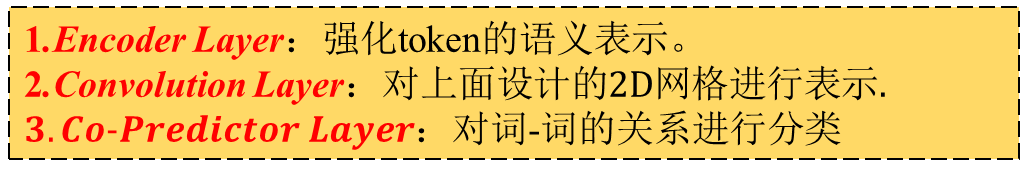 1.Encoder Layer：强化token的语义表示。
2.Convolution Layer：对上面设计的2D网格进行表示.
3.Co-Predictor Layer：对词-词的关系进行分类